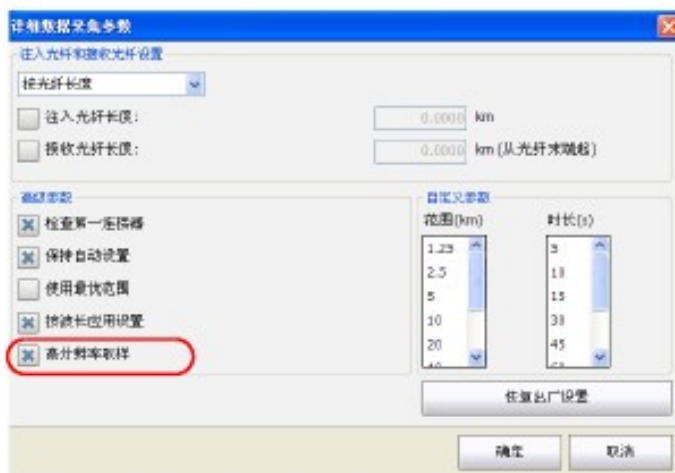 详细数据采集参数
注入光纤和接收光纤设置
按光纤长度
注入光纤长度: 0.0000 km
接收光纤长度: 0.0000 km (从光纤末端起)
高级参数
检查第一连接器
保持自动设置
使用最优范围
按波长应用设置
高分辨率取样
自定义参数
范围(km) 时长(s)
1.25 5
2.5 10
5 15
10 30
20 45
恢复出厂设置
确定 取消